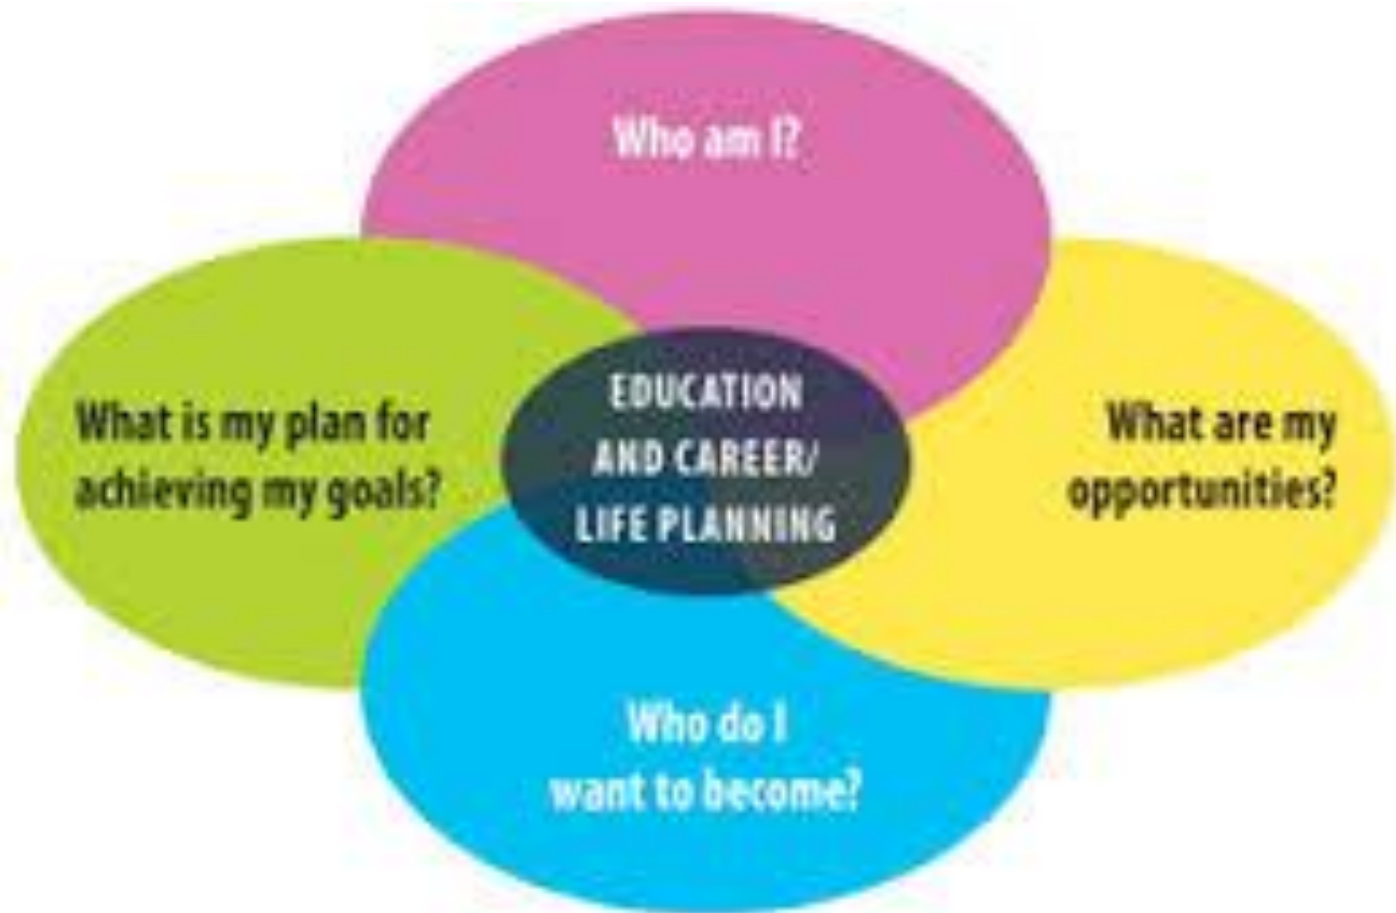 Who am I?
EDUCATION
AND CAREER/
LIFE PLANNING
What is my plan for
achieving my goals?
What are my
opportunities?
Who do I
want to become?